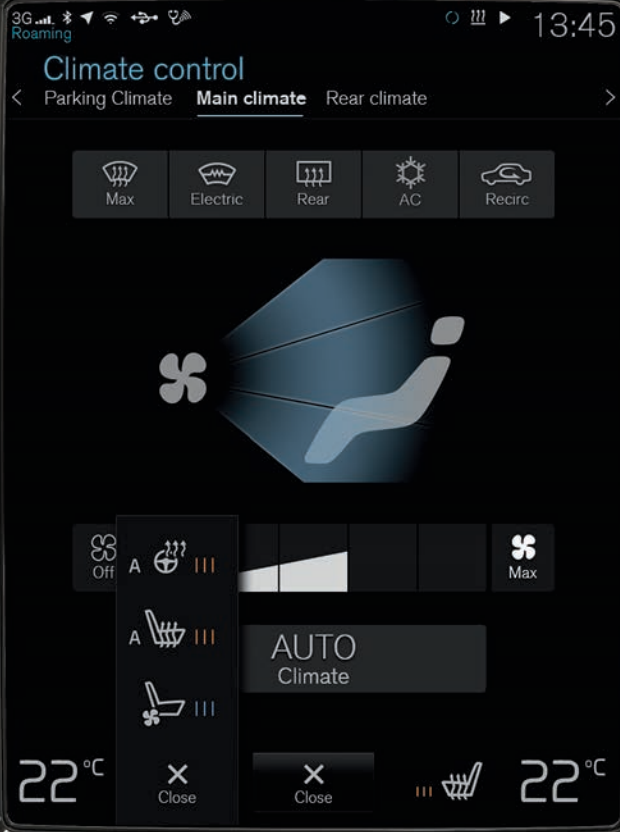 3G
13:45
Roaming
Climate control
Parking Climate Main climate Rear climate
Max Electric Rear AC Recirc
Off
Max
A
A
AUTO
Climate
22°C
22°C
Close
Close